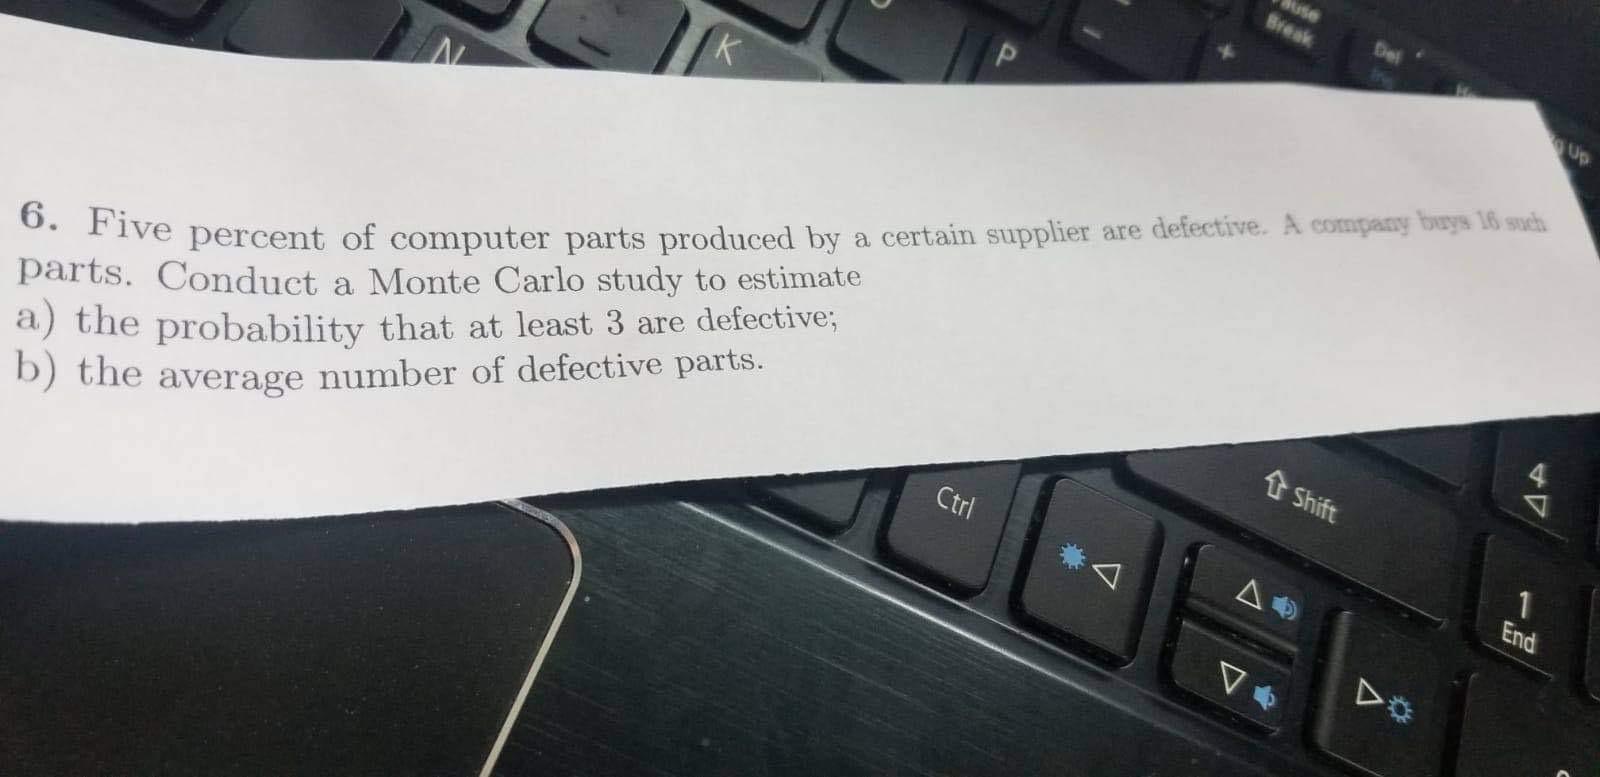 N
K
P
Pause
Break
Del
6. Five percent of computer parts produced by a certain supplier are defective. A company buys 16 such
parts. Conduct a Monte Carlo study to estimate
a) the probability that at least 3 are defective;
b) the average number of defective parts.
Ctrl
Shift
4
1
End
Up